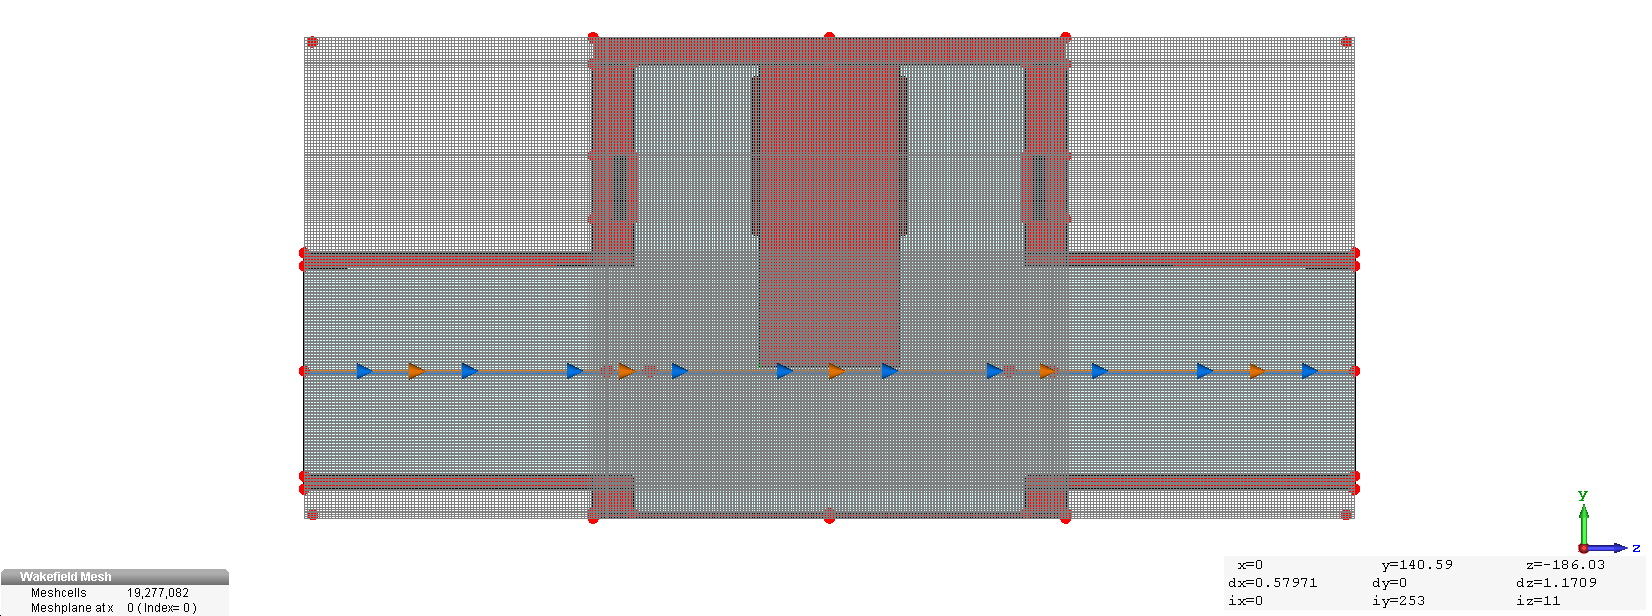 y
z
Wakefield Mesh
Meshcells 19,277,082
Meshplane at x 0 ( Index= 0 )
x=0 y=140.59 z=-186.03
dx=0.57971 dy=0 dz=1.1709
ix=0 iy=253 iz=11